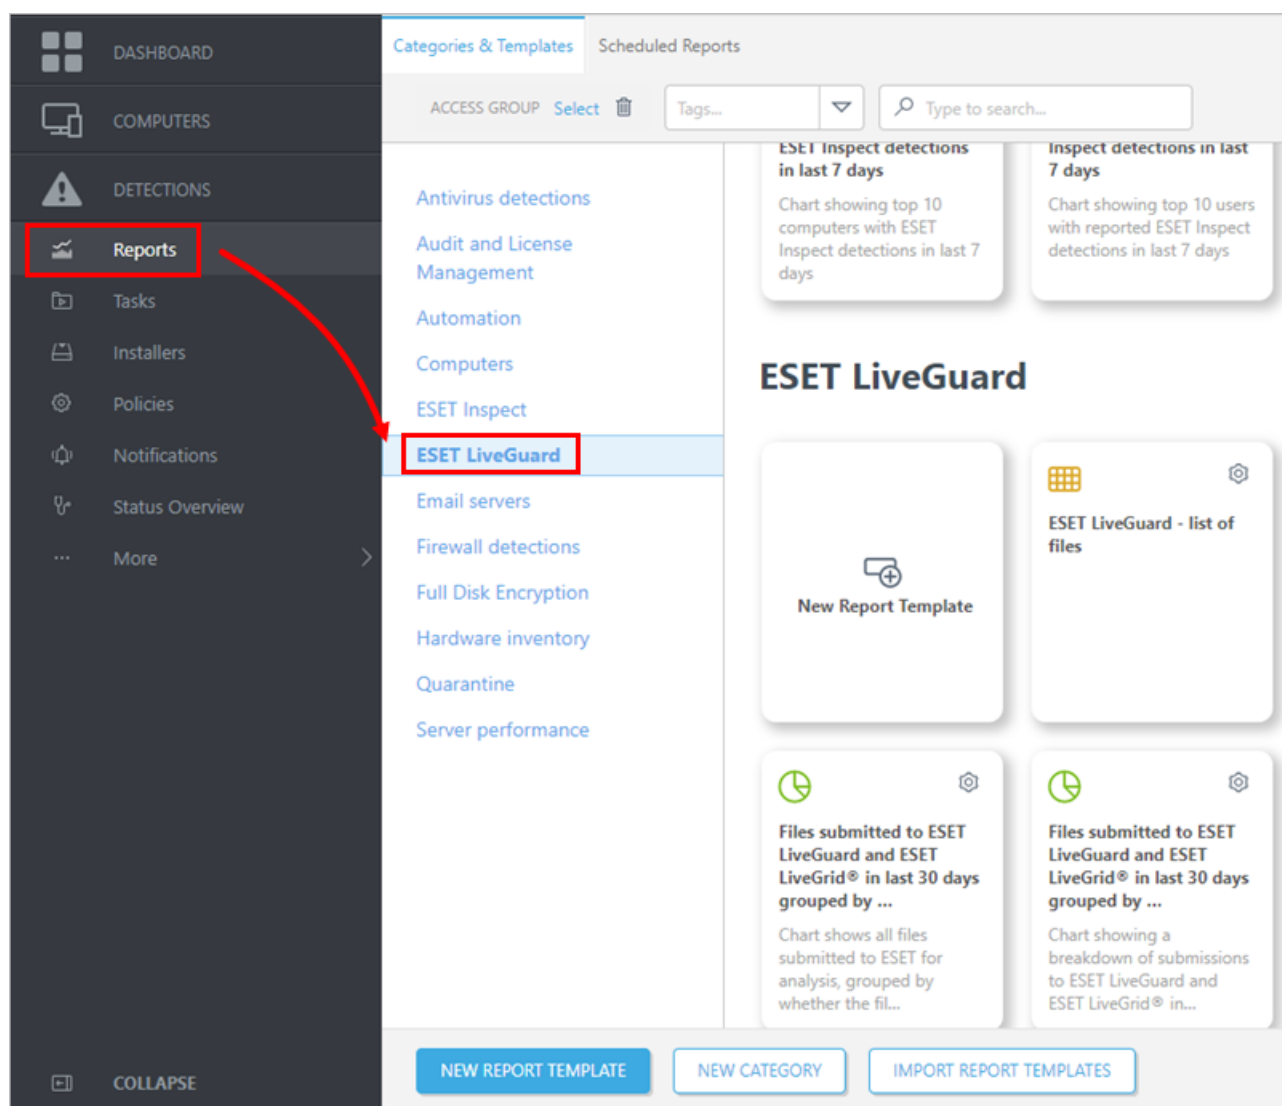 DASHBOARD
COMPUTERS
DETECTIONS
Reports
Tasks
Installers
Policies
Notifications
Status Overview
More
COLLAPSE
Categories & Templates
Scheduled Reports
ACCESS GROUP Select
Tags...
Type to search...
Antivirus detections
Audit and License
Management
Automation
Computers
ESET Inspect
ESET LiveGuard
Email servers
Firewall detections
Full Disk Encryption
Hardware inventory
Quarantine
Server performance
ESET Inspect detections
in last 7 days
Chart showing top 10
computers with ESET
Inspect detections in last 7
days
Inspect detections in last
7 days
Chart showing top 10 users
with reported ESET Inspect
detections in last 7 days
ESET LiveGuard
New Report Template
ESET LiveGuard - list of
files
Files submitted to ESET
LiveGuard and ESET
LiveGrid® in last 30 days
grouped by ...
Chart shows all files
submitted to ESET for
analysis, grouped by
whether the fil...
Files submitted to ESET
LiveGuard and ESET
LiveGrid® in last 30 days
grouped by ...
Chart showing a
breakdown of submissions
to ESET LiveGuard and
ESET LiveGrid® in...
NEW REPORT TEMPLATE
NEW CATEGORY
IMPORT REPORT TEMPLATES